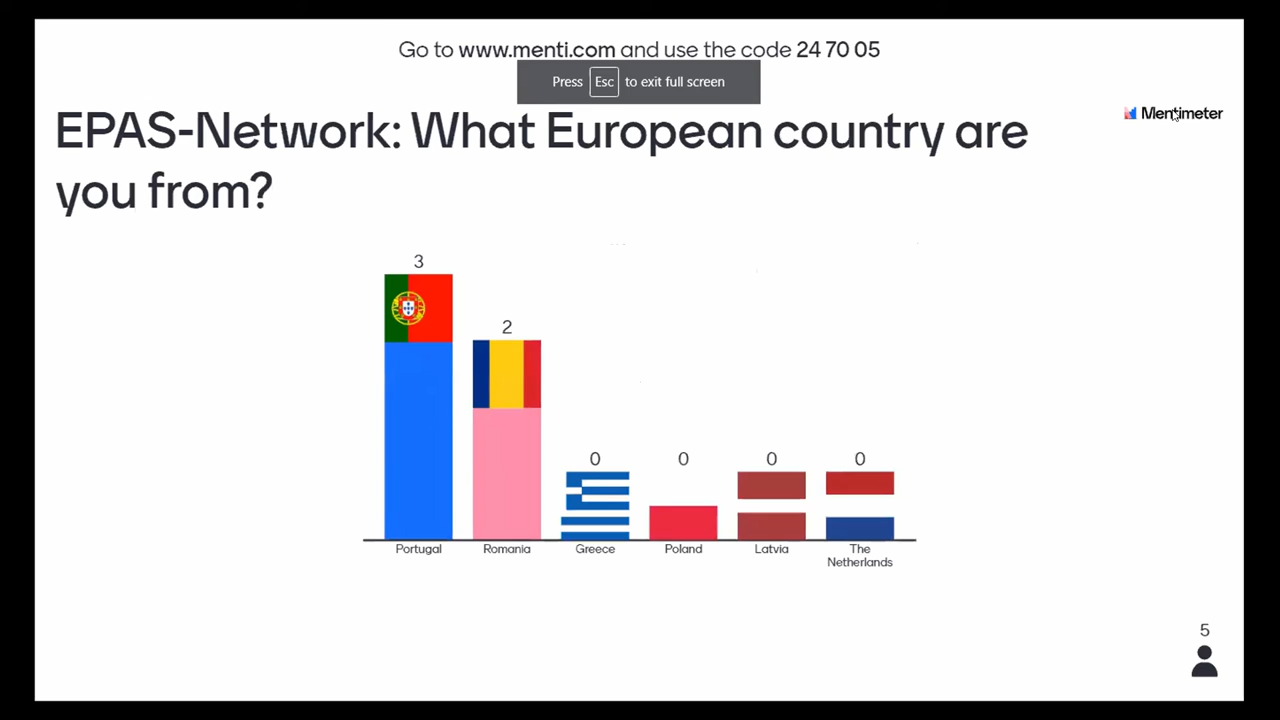 Go to www.menti.com and use the code 24 70 05
Press Esc to exit full screen
Mentimeter
EPAS-Network: What European country are
you from?
3
2
0 0 0 0
Portugal Romania Greece Poland Latvia The
Netherlands
5